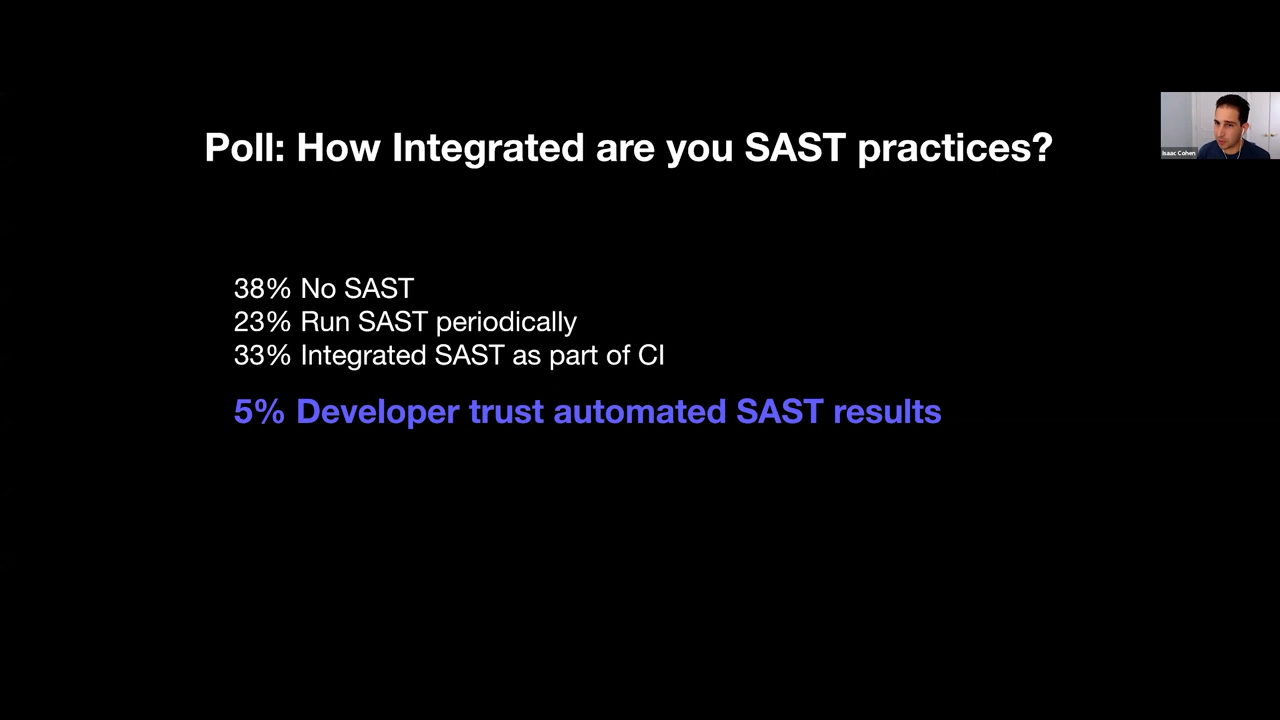 Poll: How Integrated are you SAST practices?
Isaac Cohen
38% No SAST
23% Run SAST periodically
33% Integrated SAST as part of CI
5% Developer trust automated SAST results